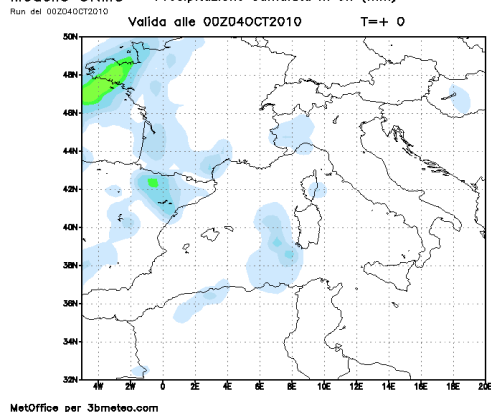 Run del 00Z04OCT2010
Valida alle 00Z04OCT2010 T=+ 0
50N
48N
46N
44N
42N
40N
38N
36N
34N
32N
4W 2W 0 2E 4E 6E 8E 10E 12E 14E 16E 18E 20E
MetOffice per 3bmeteo.com